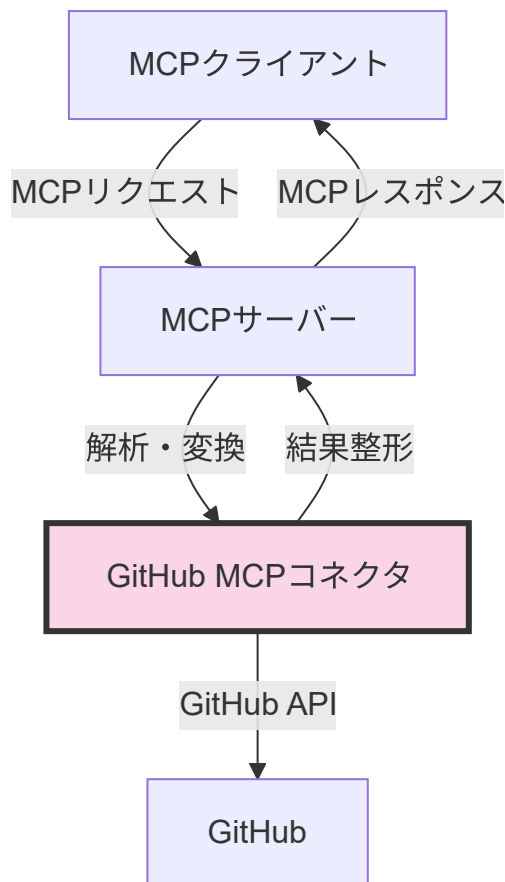 MCPクライアント
MCPリクエスト
MCPレスポンス
MCPサーバー
解析・変換
結果整形
GitHub MCPコネクタ
GitHub API
GitHub